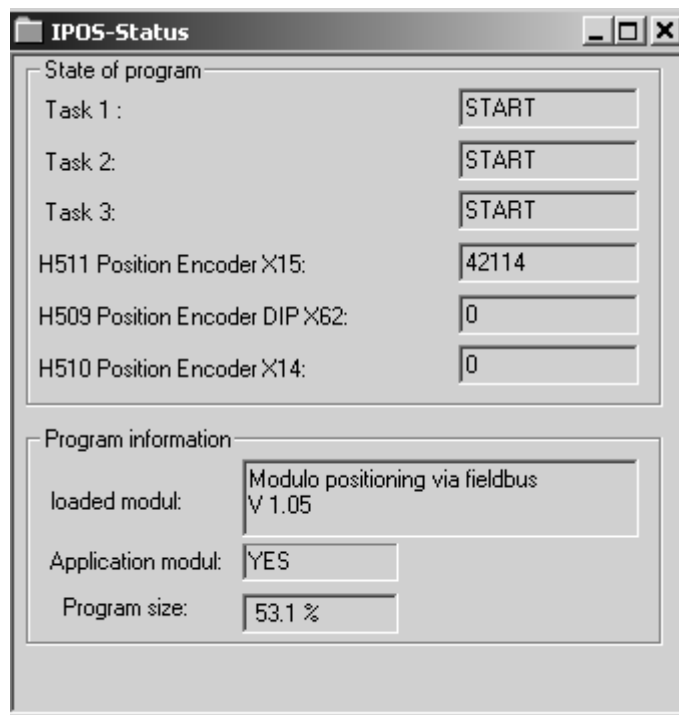 IPOS-Status
State of program
Task 1 : START
Task 2: START
Task 3: START
H511 Position Encoder X15: 42114
H509 Position Encoder DIP X62: 0
H510 Position Encoder X14: 0
Program information
loaded modul: Modulo positioning via fieldbus
V 1.05
Application modul: YES
Program size: 53.1 %